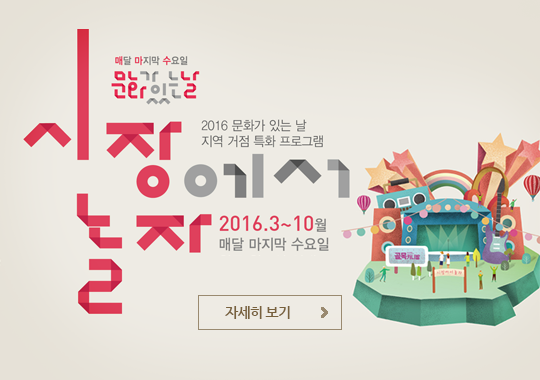 매달 마지막 수요일
문화가 있는 날
시장에서
놀자
2016 문화가 있는 날
지역 거점 특화 프로그램
2016.3~10월
매달 마지막 수요일
자세히 보기